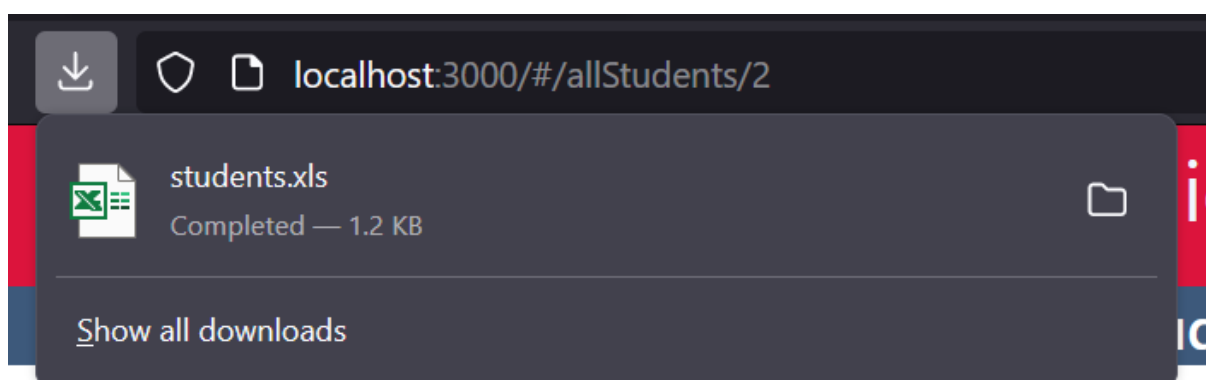 localhost:3000/#/allStudents/2
students.xls
Completed — 1.2 KB
Show all downloads